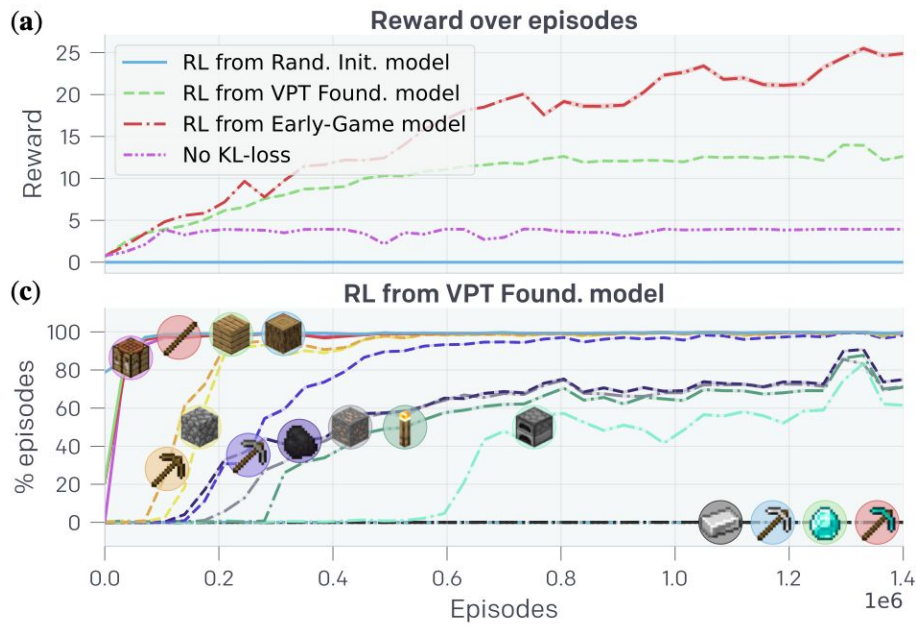 (a)
Reward over episodes
25
20
15
10
5
0
Reward
RL from Rand. Init. model
RL from VPT Found. model
RL from Early-Game model
No KL-loss
(c)
RL from VPT Found. model
100
80
60
40
20
0
% episodes
0.0 0.2 0.4 0.6 0.8 1.0 1.2 1.4
1e6
Episodes